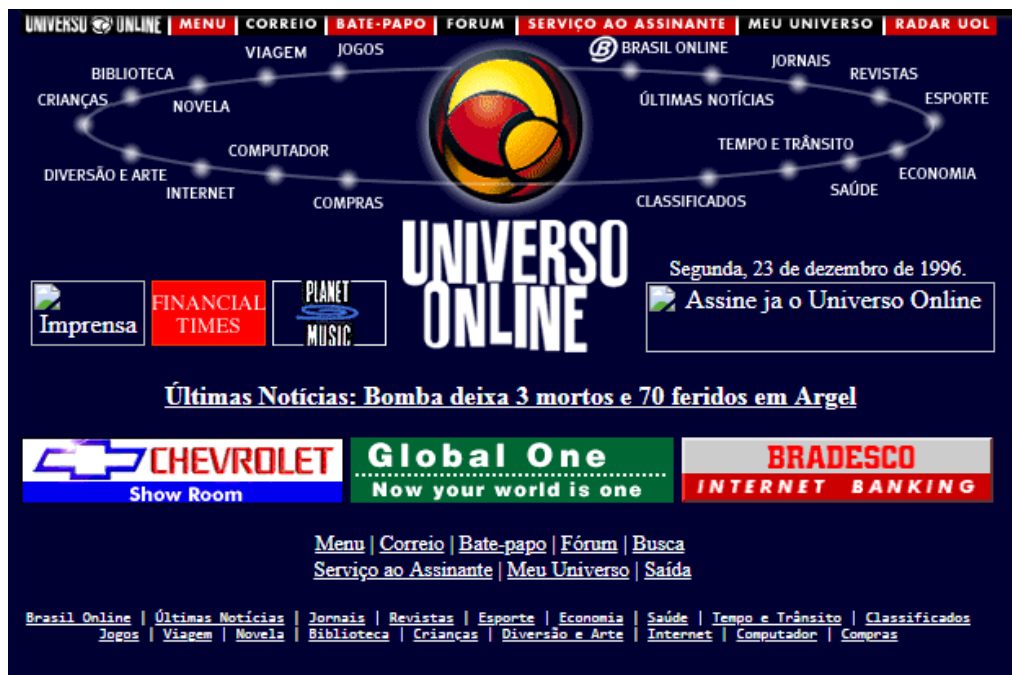 UNIVERSO ONLINE | MENU | CORREIO | BATE-PAPO | FORUM | SERVIÇO AO ASSINANTE | MEU UNIVERSO | RADAR UOL
VIAGEM JOGOS BRASIL ONLINE JORNAIS
BIBLIOTECA REVISTAS
CRIANÇAS NOVELA ÚLTIMAS NOTÍCIAS ESPORTE
COMPUTADOR TEMPO E TRÂNSITO
DIVERSÃO E ARTE INTERNET SAÚDE ECONOMIA
COMPRAS CLASSIFICADOS
UNIVERSO
ONLINE
Segunda, 23 de dezembro de 1996.
Imprensa
FINANCIAL
TIMES
PLANET
MUSIC
Assine ja o Universo Online
Últimas Notícias: Bomba deixa 3 mortos e 70 feridos em Argel
CHEVROLET
Show Room
Global One
Now your world is one
BRADESCO
INTERNET BANKING
Menu | Correio | Bate-papo | Fórum | Busca
Serviço ao Assinante | Meu Universo | Saída
Brasil Online | Últimas Notícias | Jornais | Revistas | Esporte | Economia | Saúde | Tempo e Trânsito | Classificados
Jogos | Viagem | Novela | Biblioteca | Crianças | Diversão e Arte | Internet | Computador | Compras